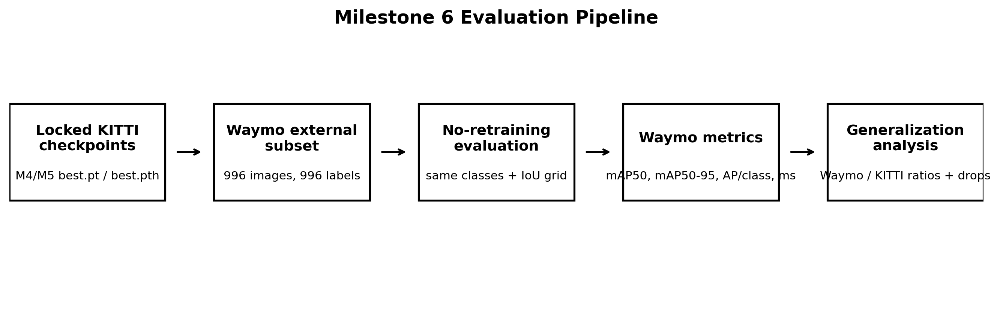 Milestone 6 Evaluation Pipeline
Locked KITTI
checkpoints
M4/M5 best.pt / best.pth
Waymo external
subset
996 images, 996 labels
No-retraining
evaluation
same classes + IoU grid
Waymo metrics
mAP50, mAP50-95, AP/class, ms
Generalization
analysis
Waymo / KITTI ratios + drops